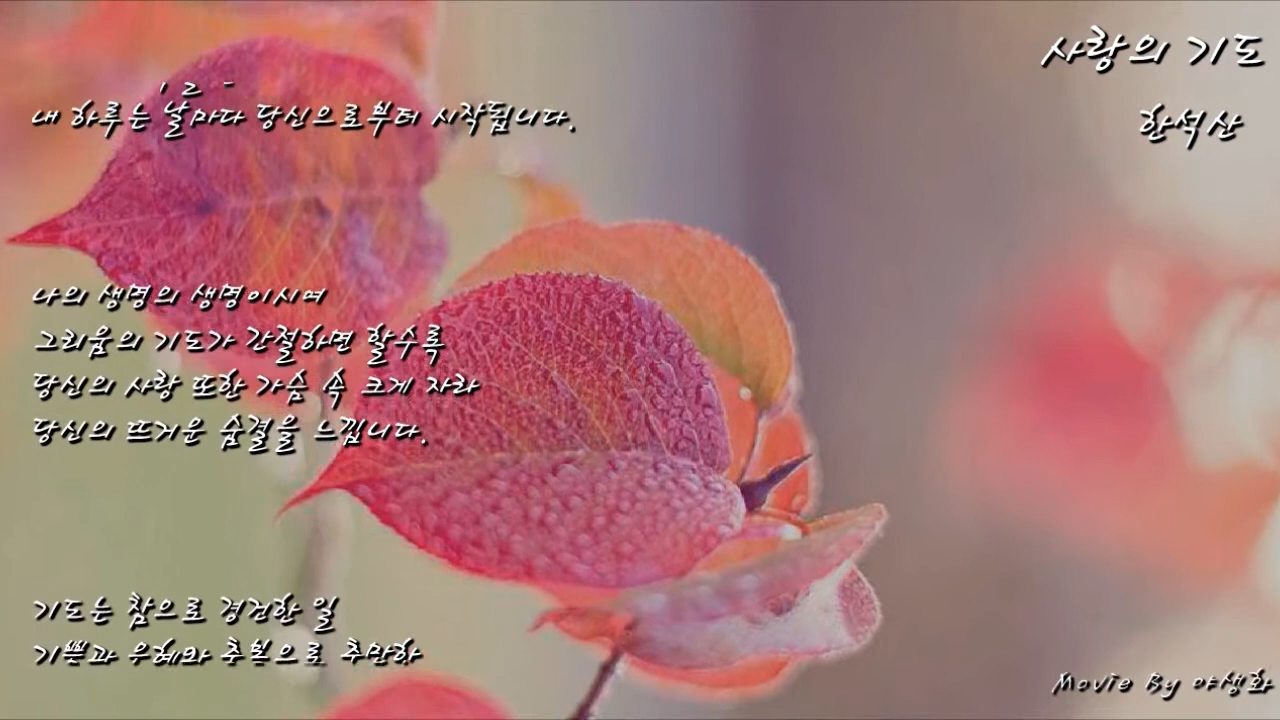 사랑의 기도
한석산
내 하루는 날마다 당신으로부터 시작됩니다.
나의 생명의 생명이시여
그리움의 기도가 간절하면 할수록
당신의 사랑 또한 가슴 속 크게 자라
당신의 뜨거운 숨결을 느낍니다.
기도는 참으로 경건한 일
기쁨과 은혜와 축복으로 충만하
Movie By 야생화